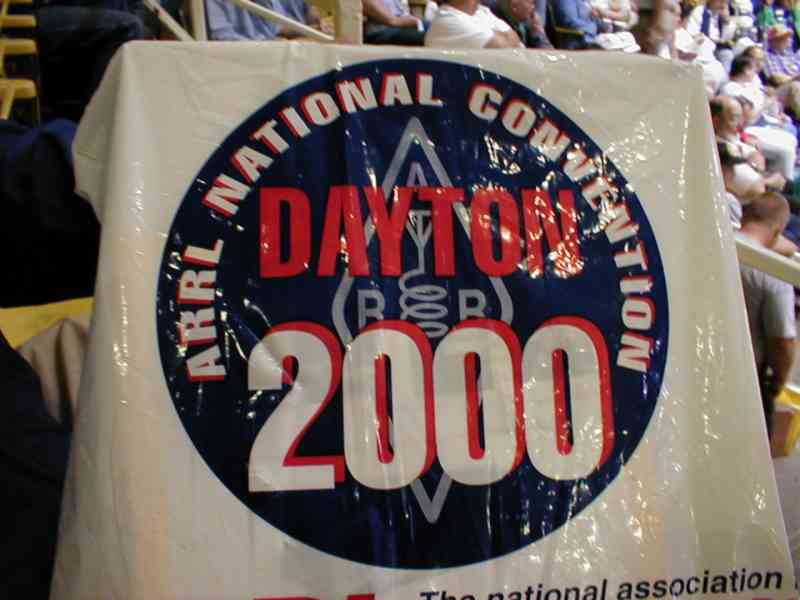 ARRL NATIONAL CONVENTION
DAYTON
A
R R
2000
The national association